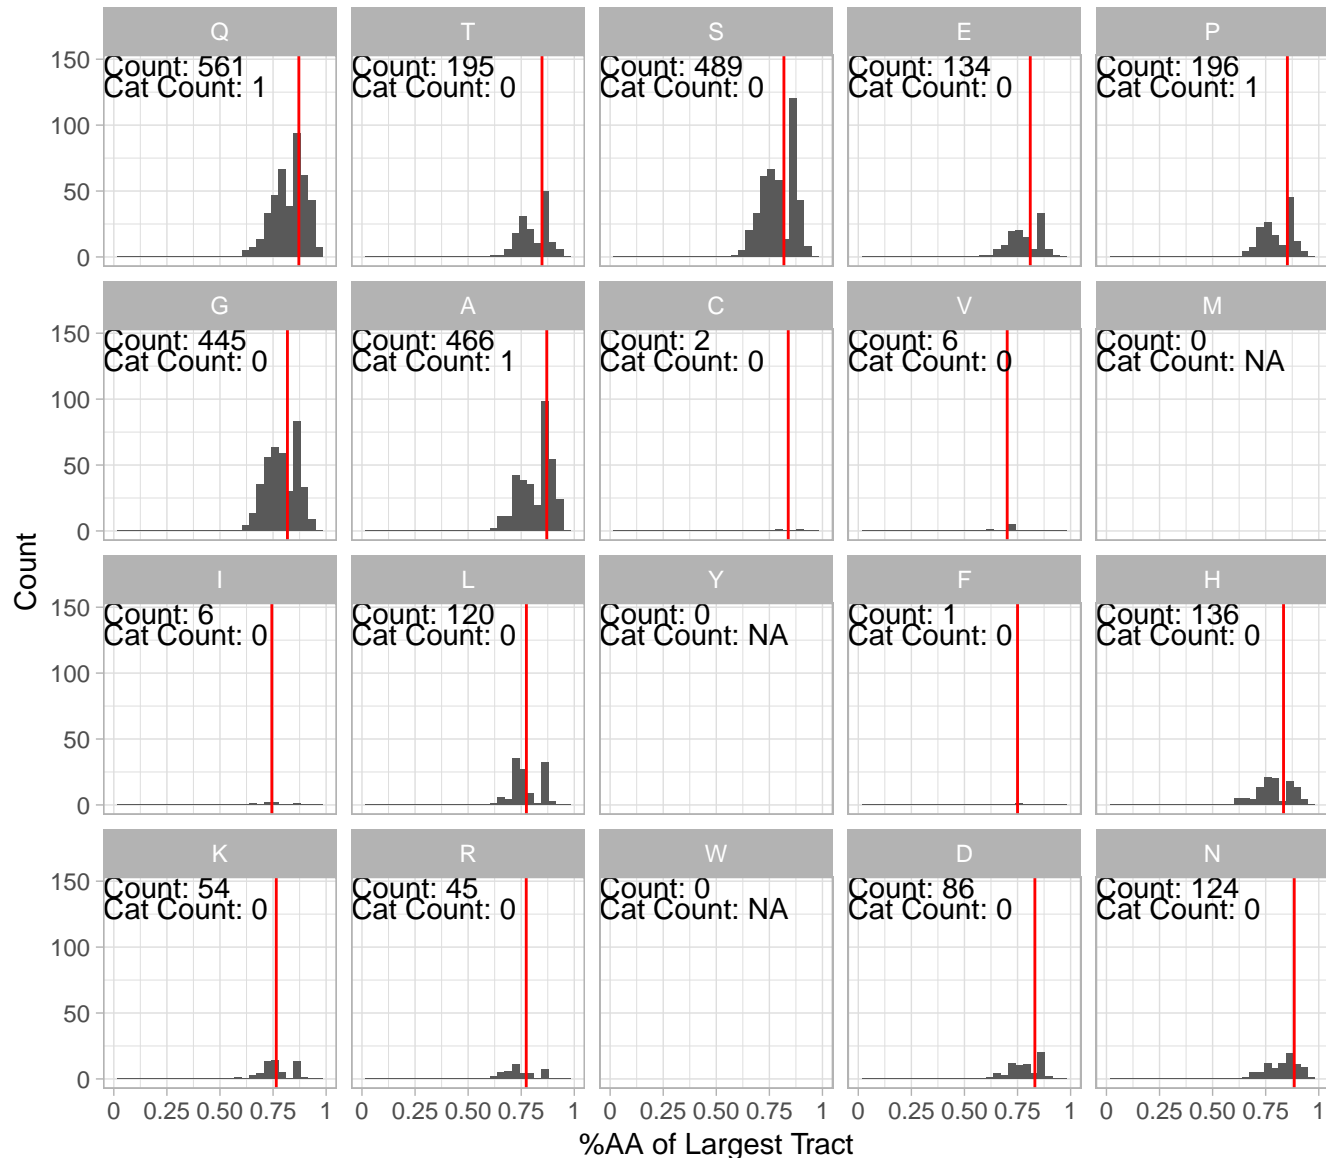 Q T S E P
150 Count: 561 Count: 195 Count: 489 Count: 134 Count: 196
Cat Count: 1 Cat Count: 0 Cat Count: 0 Cat Count: 0 Cat Count: 1
100
50
0
G A C V M
150 Count: 445 Count: 466 Count: 2 Count: 6 Count: 0
Cat Count: 0 Cat Count: 1 Cat Count: 0 Cat Count: 0 Cat Count: NA
100
50
0
Count
I L Y F H
150 Count: 6 Count: 120 Count: 0 Count: 1 Count: 136
Cat Count: 0 Cat Count: 0 Cat Count: NA Cat Count: 0 Cat Count: 0
100
50
0
K R W D N
150 Count: 54 Count: 45 Count: 0 Count: 86 Count: 124
Cat Count: 0 Cat Count: 0 Cat Count: NA Cat Count: 0 Cat Count: 0
100
50
0
0 0.25 0.50 0.75 1 0 0.25 0.50 0.75 1 0 0.25 0.50 0.75 1 0 0.25 0.50 0.75 1 0 0.25 0.50 0.75 1
%AA of Largest Tract